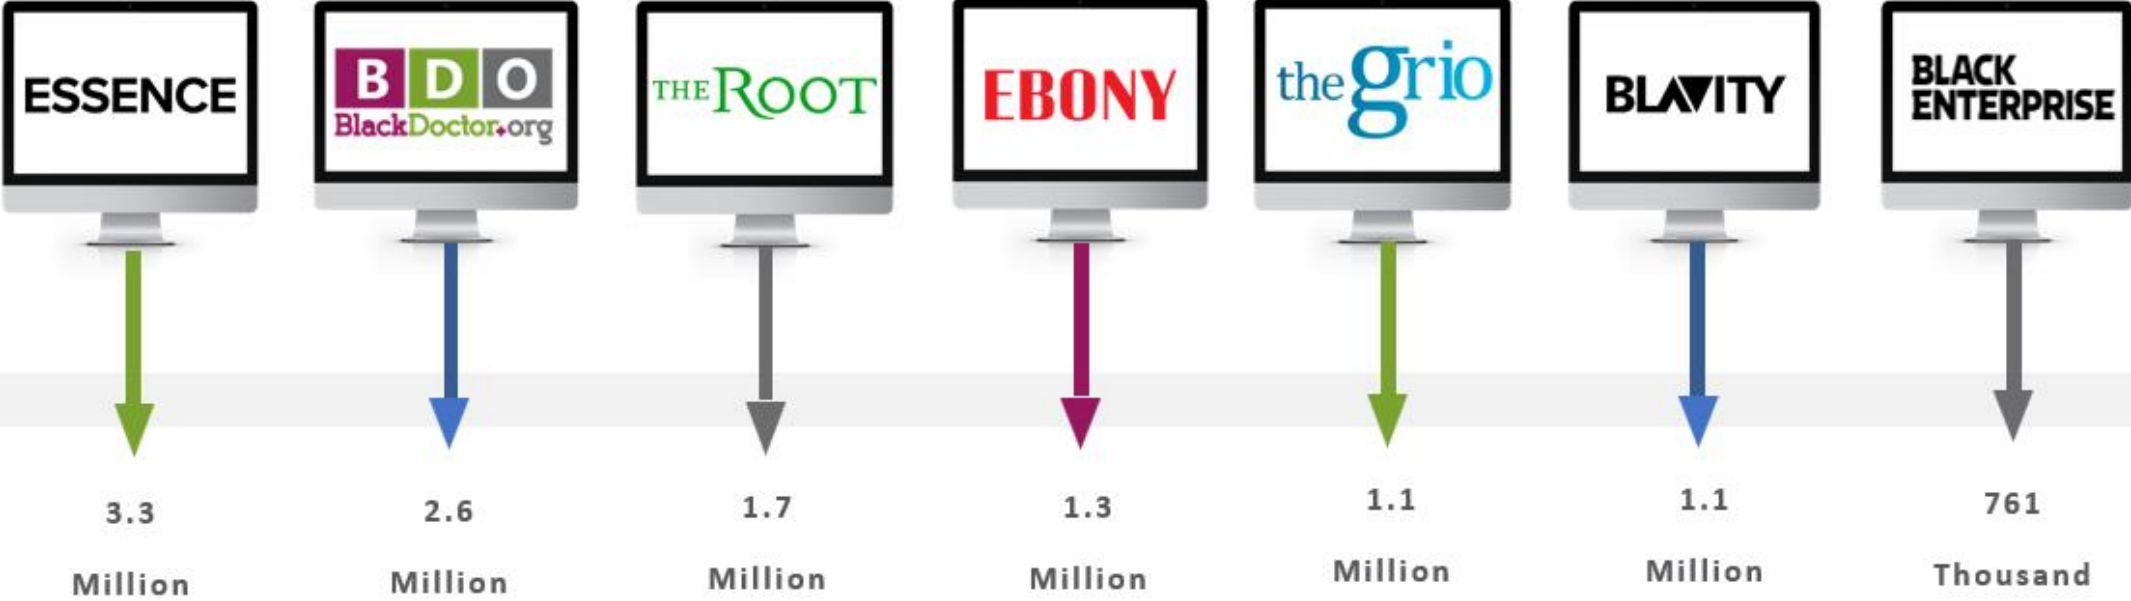 ESSENCE
B D O
BlackDoctor.org
THE ROOT
EBONY
thegrio
BLAVITY
BLACK
ENTERPRISE
3.3
Million
2.6
Million
1.7
Million
1.3
Million
1.1
Million
1.1
Million
761
Thousand